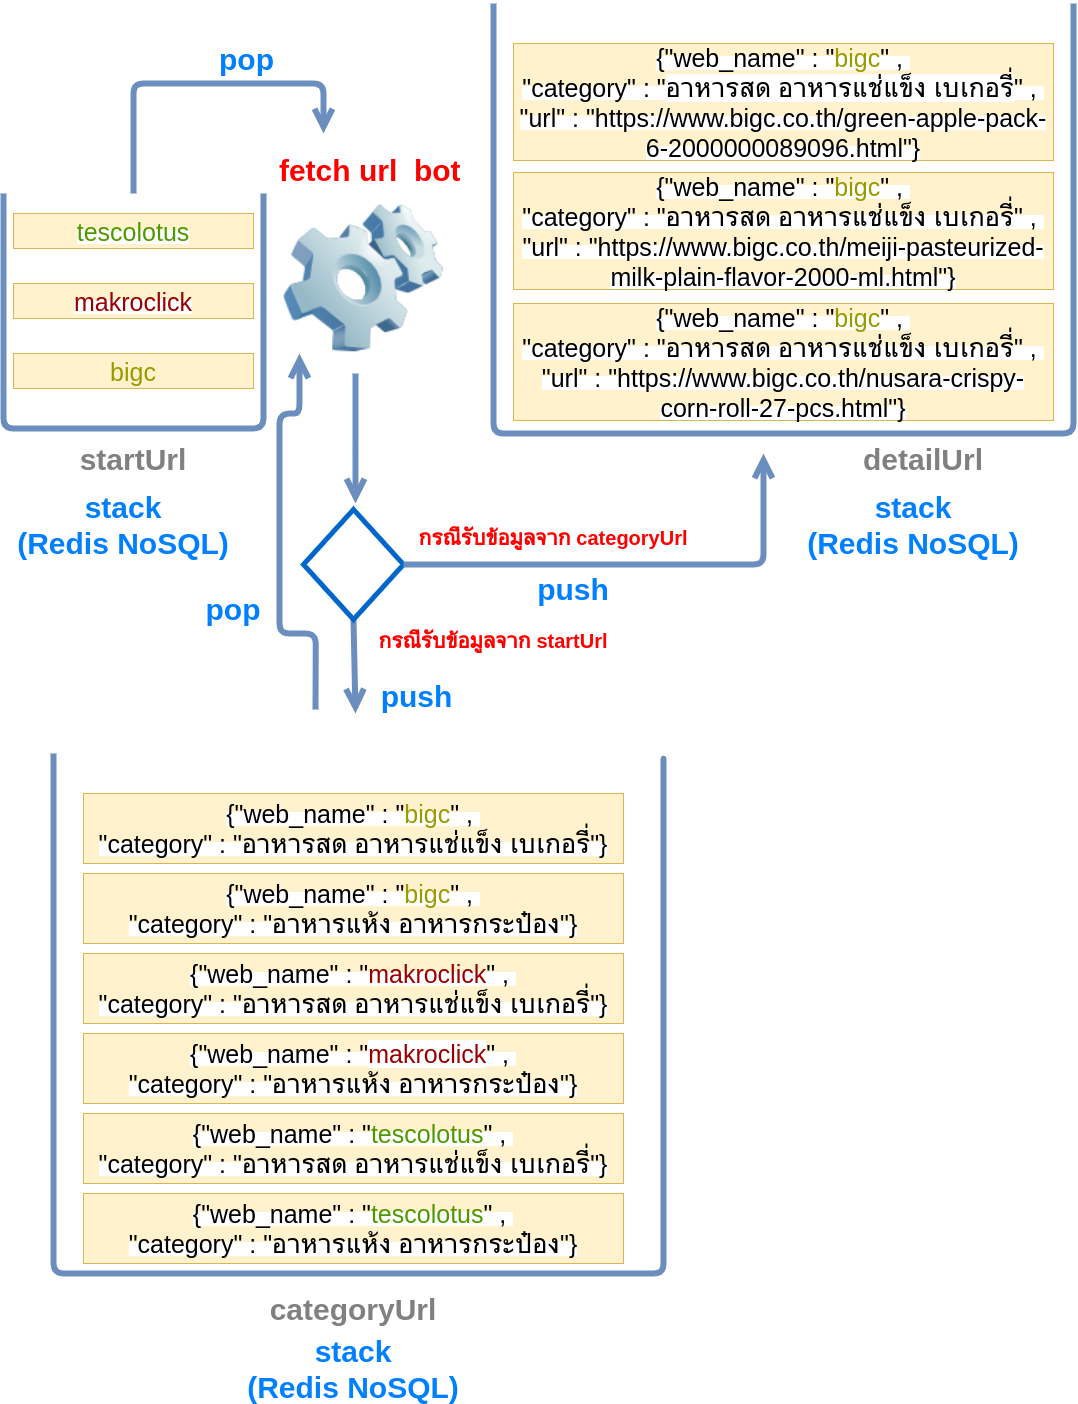 pop
fetch url  bot
tescolotus
makroclick
bigc
startUrl
stack
(Redis NoSQL)
{"web_name" : "bigc" ,
"category" : "อาหารสด อาหารแช่แข็ง เบเกอรี่" ,
"url" : "https://www.bigc.co.th/green-apple-pack-
6-2000000089096.html"}
{"web_name" : "bigc" ,
"category" : "อาหารสด อาหารแช่แข็ง เบเกอรี่" ,
"url" : "https://www.bigc.co.th/meiji-pasteurized-
milk-plain-flavor-2000-ml.html"}
{"web_name" : "bigc" ,
"category" : "อาหารสด อาหารแช่แข็ง เบเกอรี่" ,
"url" : "https://www.bigc.co.th/nusara-crispy-
corn-roll-27-pcs.html"}
detailUrl
stack
(Redis NoSQL)
กรณีรับข้อมูลจาก categoryUrl
push
pop
กรณีรับข้อมูลจาก startUrl
push
{"web_name" : "bigc" ,
"category" : "อาหารสด อาหารแช่แข็ง เบเกอรี่"}
{"web_name" : "bigc" ,
"category" : "อาหารแห้ง อาหารกระป๋อง"}
{"web_name" : "makroclick" ,
"category" : "อาหารสด อาหารแช่แข็ง เบเกอรี่"}
{"web_name" : "makroclick" ,
"category" : "อาหารแห้ง อาหารกระป๋อง"}
{"web_name" : "tescolotus" ,
"category" : "อาหารสด อาหารแช่แข็ง เบเกอรี่"}
{"web_name" : "tescolotus" ,
"category" : "อาหารแห้ง อาหารกระป๋อง"}
categoryUrl
stack
(Redis NoSQL)